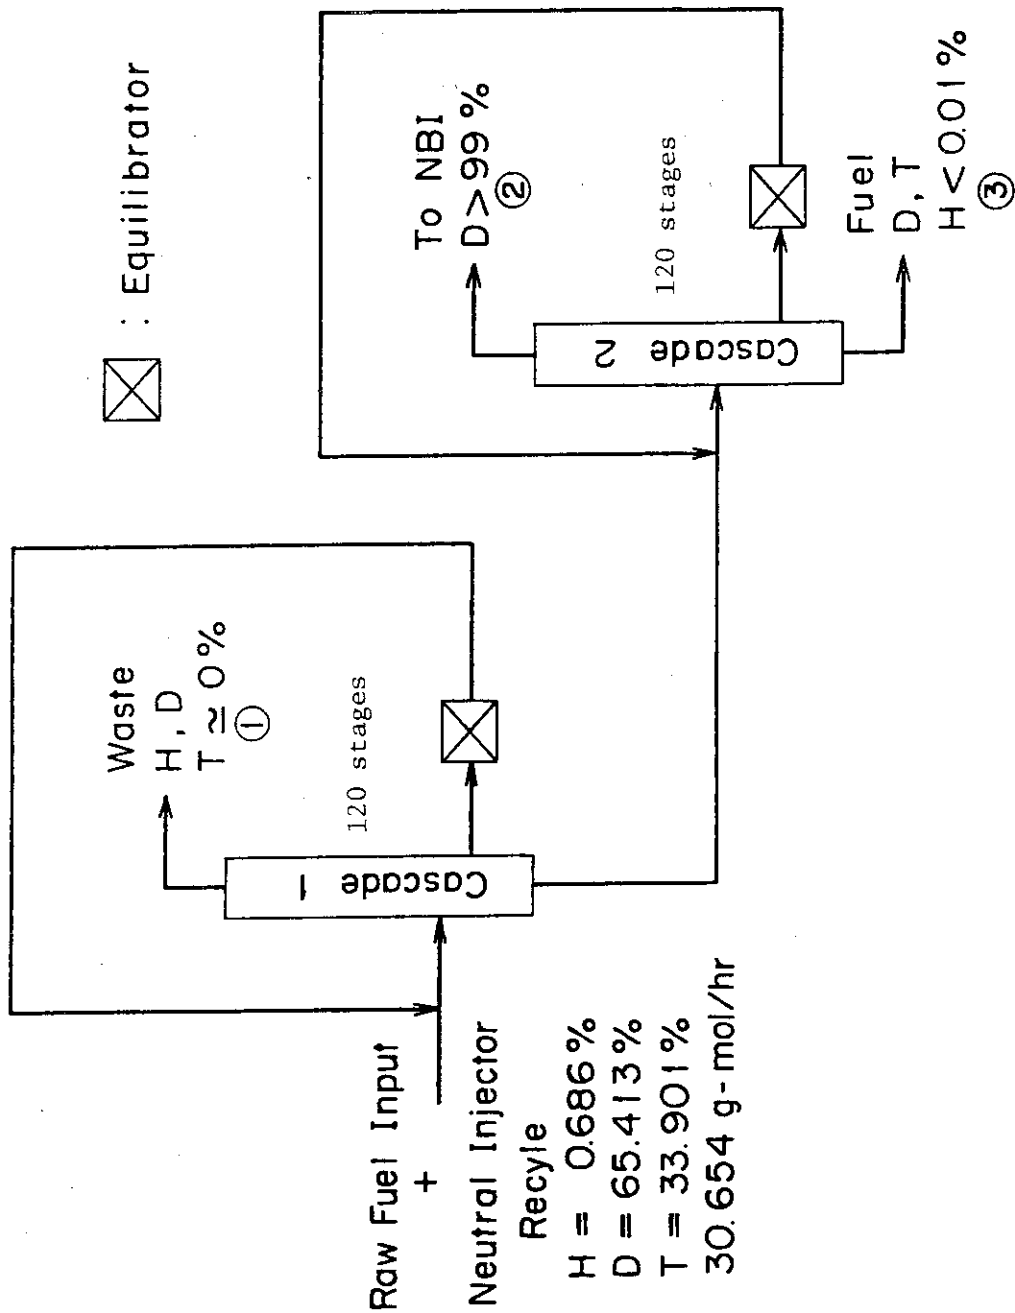 : Equilibrator
Raw Fuel Input
+
Neutral Injector
Recyle
H = 0.686%
D = 65.413%
T = 33.901%
30.654 g-mol/hr
Waste
H, D
T ≃ 0%
①
120 stages
Cascade 1
To NBI
D>99%
②
120 stages
Cascade 2
Fuel
D, T
H<0.01%
③